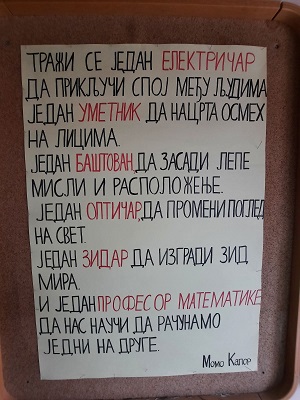 ТРАЖИ СЕ ЈЕДАН ЕЛЕКТРИЧАР
ДА ПРИКЉУЧИ СПОЈ МЕЂУ ЉУДИМА
ЈЕДАН УМЕТНИК ДА НАЦРТА ОСМЕХ
НА ЛИЦИМА.
ЈЕДАН БАШТОВАН, ДА ЗАСАДИ ЛЕПЕ
МИСЛИ И РАСПОЛОЖЕЊЕ.
ЈЕДАН ОПТИЧАР, ДА ПРОМЕНИ ПОГЛЕД
НА СВЕТ.
ЈЕДАН ЗИДАР ДА ИЗГРАДИ ЗИД
МИРА.
И ЈЕДАН ПРОФЕСОР МАТЕМАТИКЕ
ДА НАС НАУЧИ ДА РАЧУНАМО
ЈЕДНИ НА ДРУГЕ.
Момо Капор